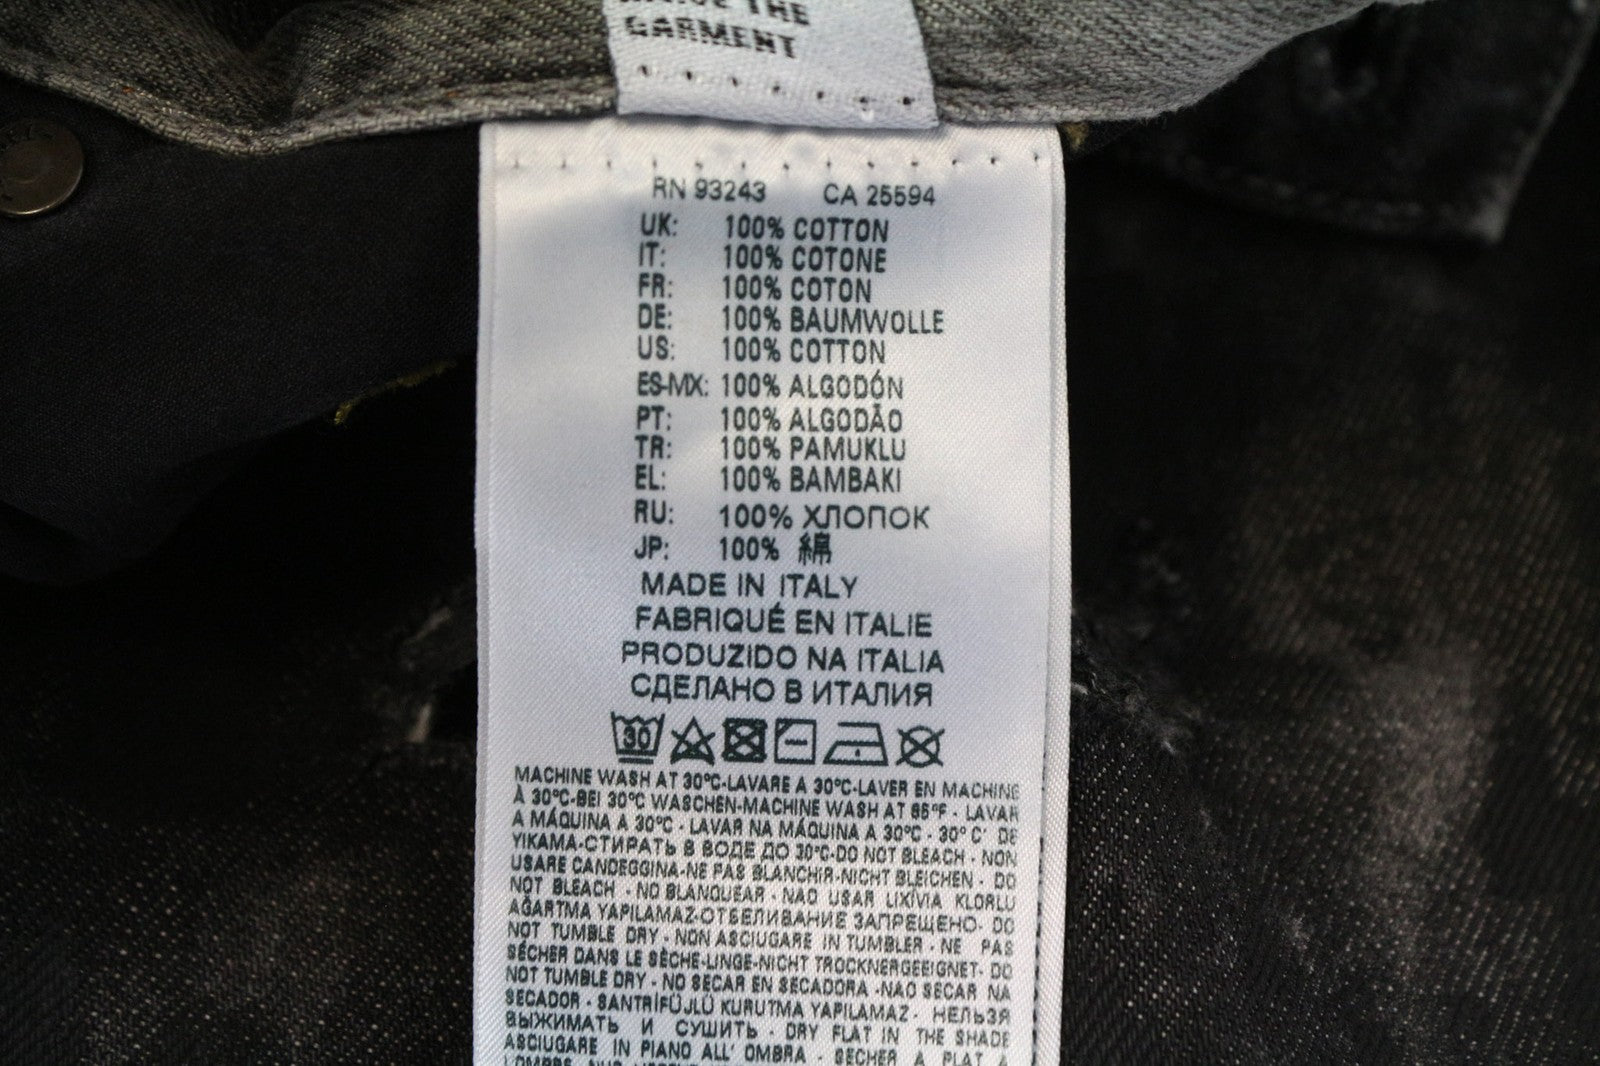 THE
GARMENT
RN 93243 CA 25594
UK: 100% COTTON
IT: 100% COTONE
FR: 100% COTON
DE: 100% BAUMWOLLE
US: 100% COTTON
ES-MX: 100% ALGODÓN
PT: 100% ALGODÃO
TR: 100% PAMUKLU
EL: 100% BAMBAKI
RU: 100% ХЛОПОК
JP: 100% 綿
MADE IN ITALY
FABRIQUÉ EN ITALIE
PRODUZIDO NA ITALIA
СДЕЛАНО В ИТАЛИЯ
30
MACHINE WASH AT 30°C-LAVARE A 30°C-LAVER EN MACHINE
À 30°C-BEI 30°C WASCHEN-MACHINE WASH AT 85°F - LAVAR
A MÁQUINA A 30°C - LAVAR NA MÁQUINA A 30°C - 30° C' DE
YIKAMA-СТИРАТЬ В ВОДЕ ДО 30°C-DO NOT BLEACH - NON
USARE CANDEGGINA-NE PAS BLANCHIR-NICHT BLEICHEN - DO
NOT BLEACH - NO BLANQUEAR - NAO USAR LIXÍVIA KLORLU
AĞARTMA YAPILAMAZ-ОТБЕЛИВАНИЕ ЗАПРЕЩЕНО- DO
NOT TUMBLE DRY - NON ASCIUGARE IN TUMBLER - NE PAS
SÉCHER DANS LE SÈCHE-LINGE-NICHT TROCKNERGEEIGNET- DO
NOT TUMBLE DRY - NO SECAR EN SECADORA -NAO SECAR NA
SECADOR - SANTRİFÜJLÜ KURUTMA YAPILAMAZ - НЕЛЬЗЯ
ВЫЖИМАТЬ И СУШИТЬ - DRY FLAT IN THE SHADE
ASCIUGARE IN PIANO ALL' OMBRA - SECHER A PLAT A